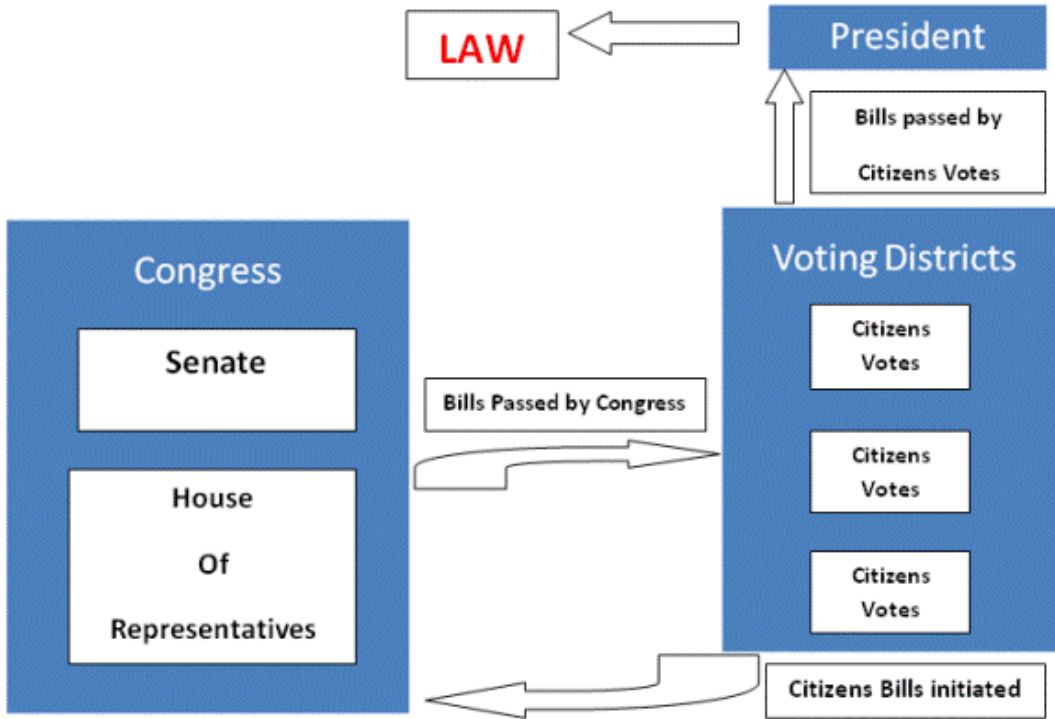 LAW
President
Bills passed by
Citizens Votes
Congress
Senate
House
Of
Representatives
Bills Passed by Congress
Voting Districts
Citizens
Votes
Citizens
Votes
Citizens
Votes
Citizens Bills initiated